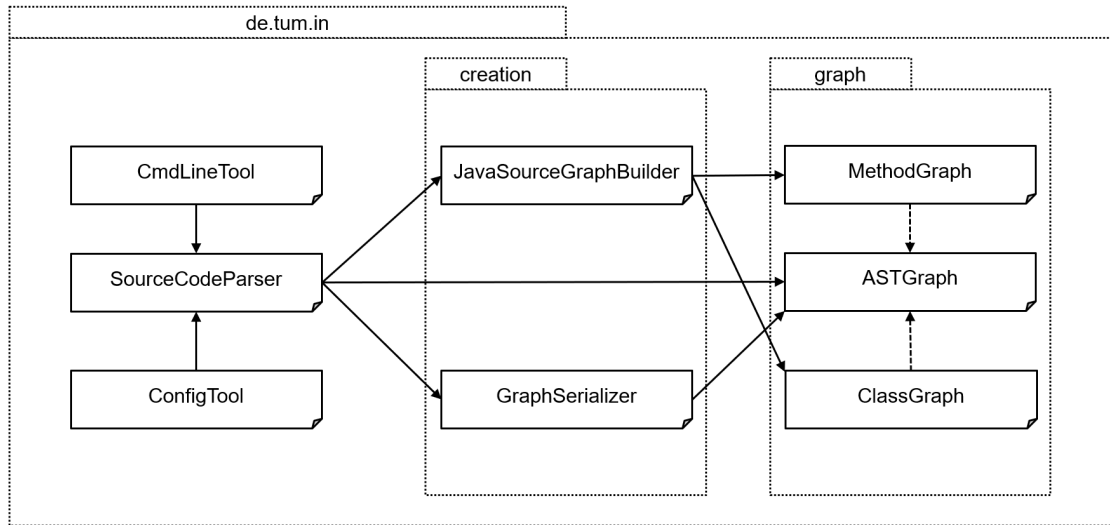 de.tum.in
creation
graph
CmdLineTool
JavaSourceGraphBuilder
MethodGraph
SourceCodeParser
ASTGraph
ConfigTool
GraphSerializer
ClassGraph